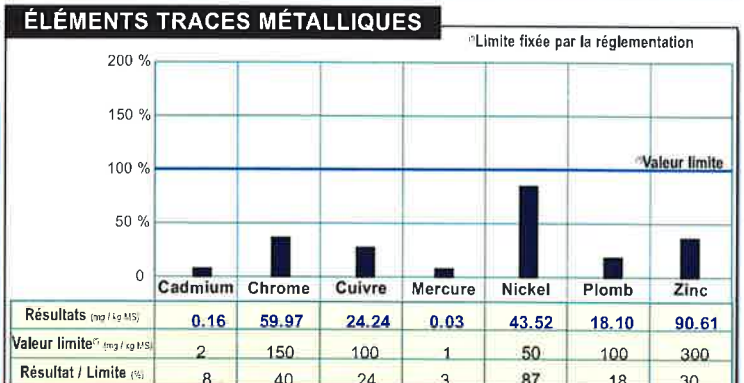 ÉLÉMENTS TRACES MÉTALLIQUES
(*)Limite fixée par la réglementation
200 %
150 %
100 %
(*)Valeur limite
50 %
0
Cadmium Chrome Cuivre Mercure Nickel Plomb Zinc
Résultats (mg / kg MS) 0.16 59.97 24.24 0.03 43.52 18.10 90.61
Valeur limite(*) (mg / kg MS) 2 150 100 1 50 100 300
Résultat / Limite (%) 8 40 24 3 87 18 30